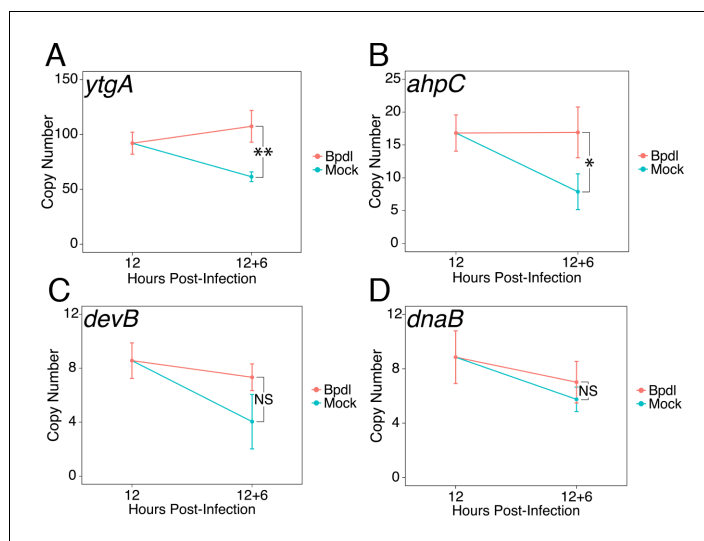 A
ytgA
150
100
50
0
Copy Number
**
Bpdl
Mock
12
12+6
Hours Post-Infection
B
ahpC
25
20
15
10
5
0
Copy Number
*
Bpdl
Mock
12
12+6
Hours Post-Infection
C
devB
12
8
4
0
Copy Number
NS
Bpdl
Mock
12
12+6
Hours Post-Infection
D
dnaB
12
8
4
0
Copy Number
NS
Bpdl
Mock
12
12+6
Hours Post-Infection